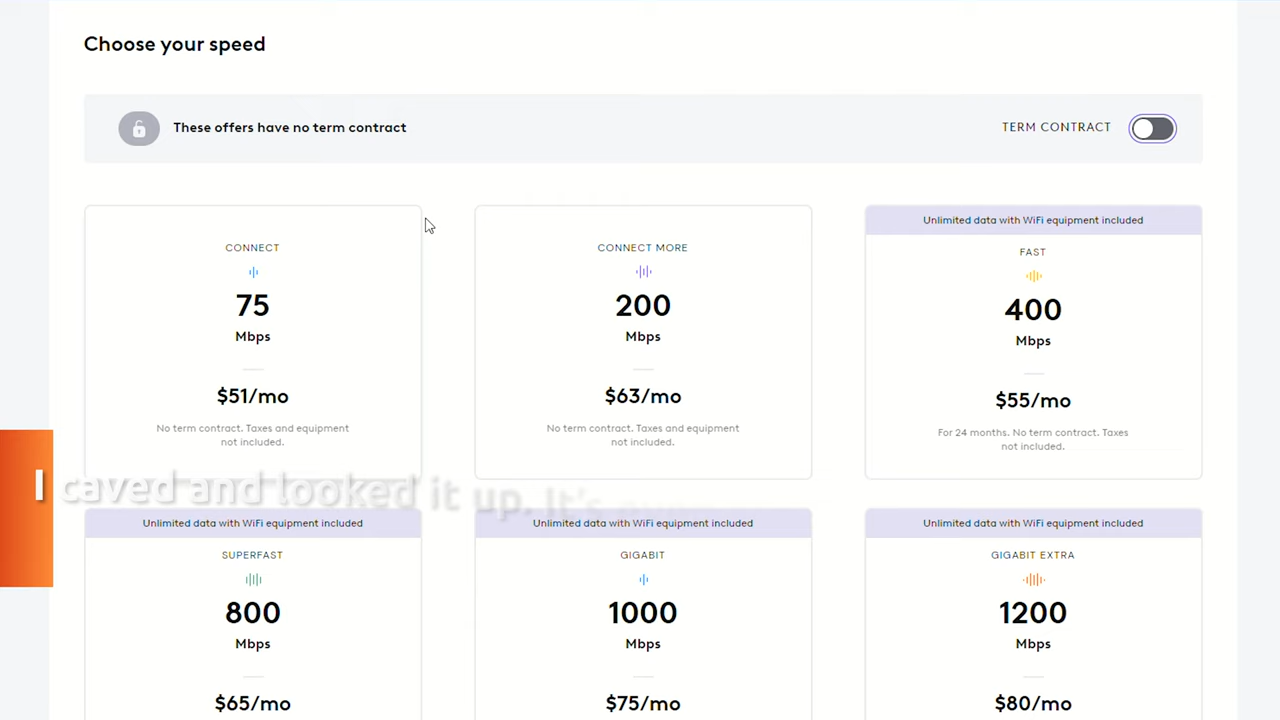 Choose your speed
These offers have no term contract
TERM CONTRACT
CONNECT
75
Mbps
$51/mo
No term contract. Taxes and equipment
not included.
CONNECT MORE
200
Mbps
$63/mo
No term contract. Taxes and equipment
not included.
Unlimited data with WiFi equipment included
FAST
400
Mbps
$55/mo
For 24 months. No term contract. Taxes
not included.
I caved and looked it up. It's
Unlimited data with WiFi equipment included
SUPERFAST
800
Mbps
$65/mo
Unlimited data with WiFi equipment included
GIGABIT
1000
Mbps
$75/mo
Unlimited data with WiFi equipment included
GIGABIT EXTRA
1200
Mbps
$80/mo